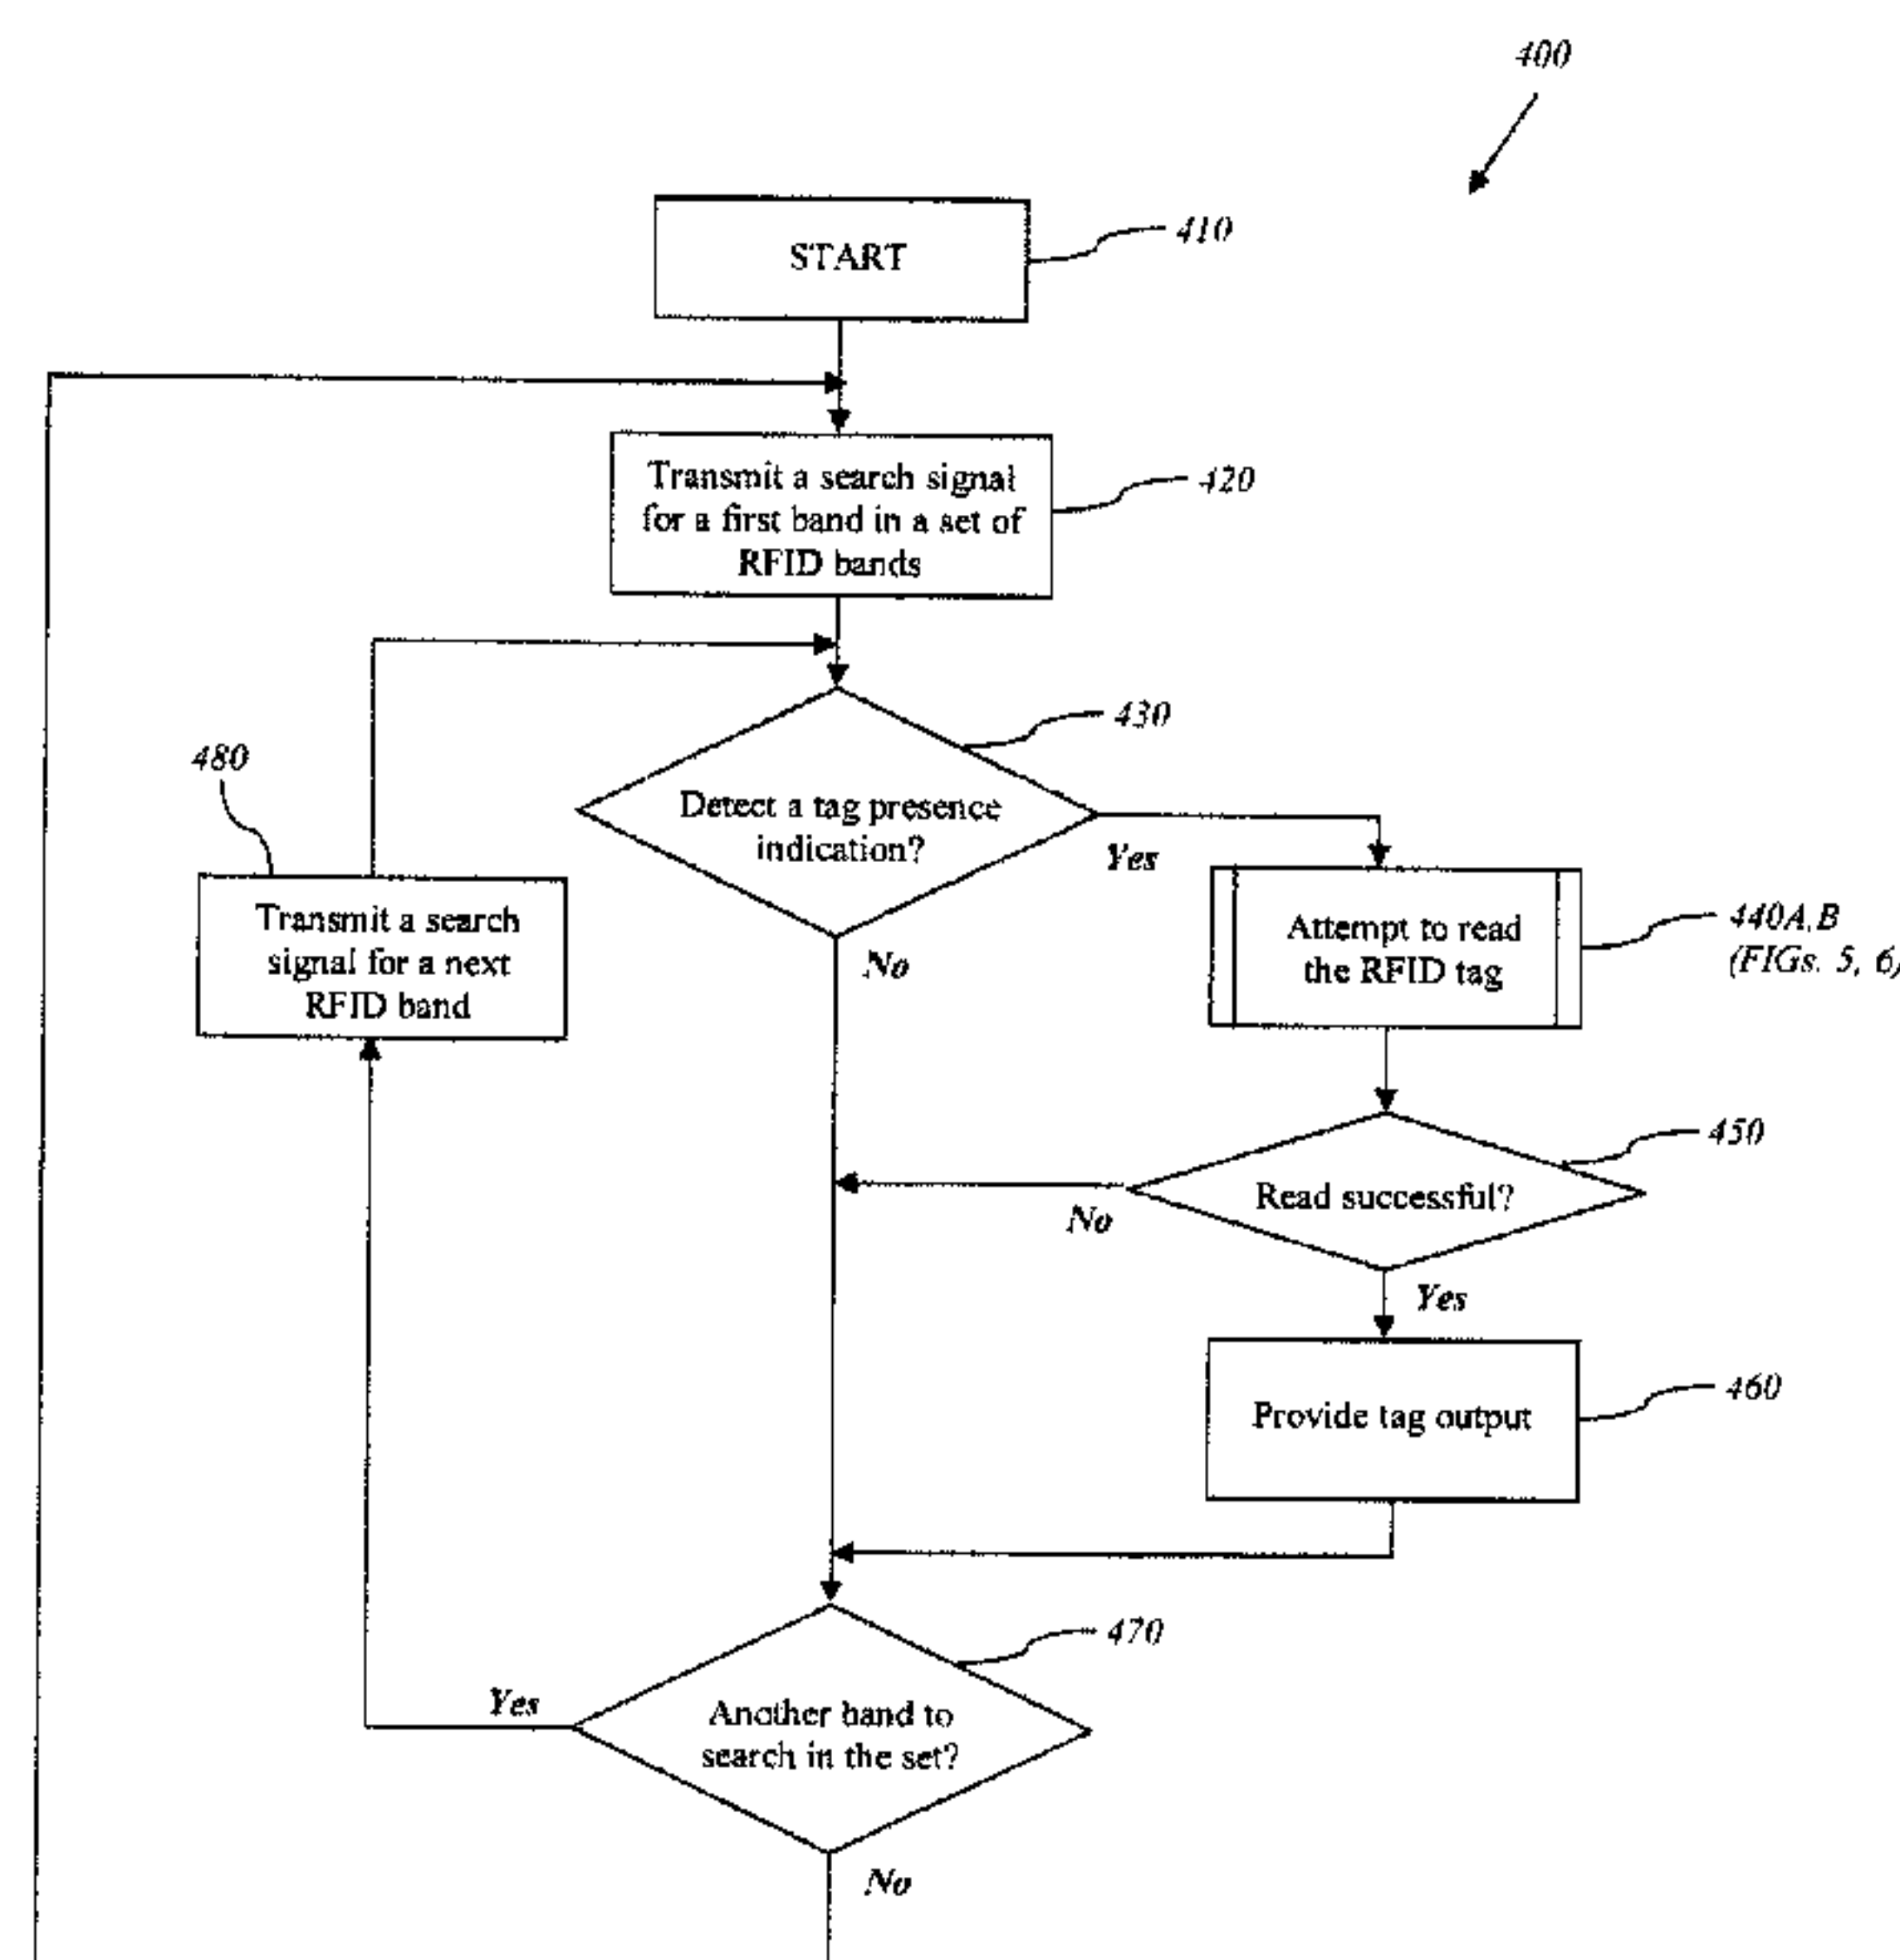 400
START
410
Transmit a search signal
for a first band in a set of
RFID bands
420
430
Detect a tag presence
indication?
Yes
No
480
Transmit a search
signal for a next
RFID band
Attempt to read
the RFID tag
440A,B
(FIGs. 5, 6)
450
Read successful?
No
Yes
Provide tag output
460
470
Another band to
search in the set?
Yes
No